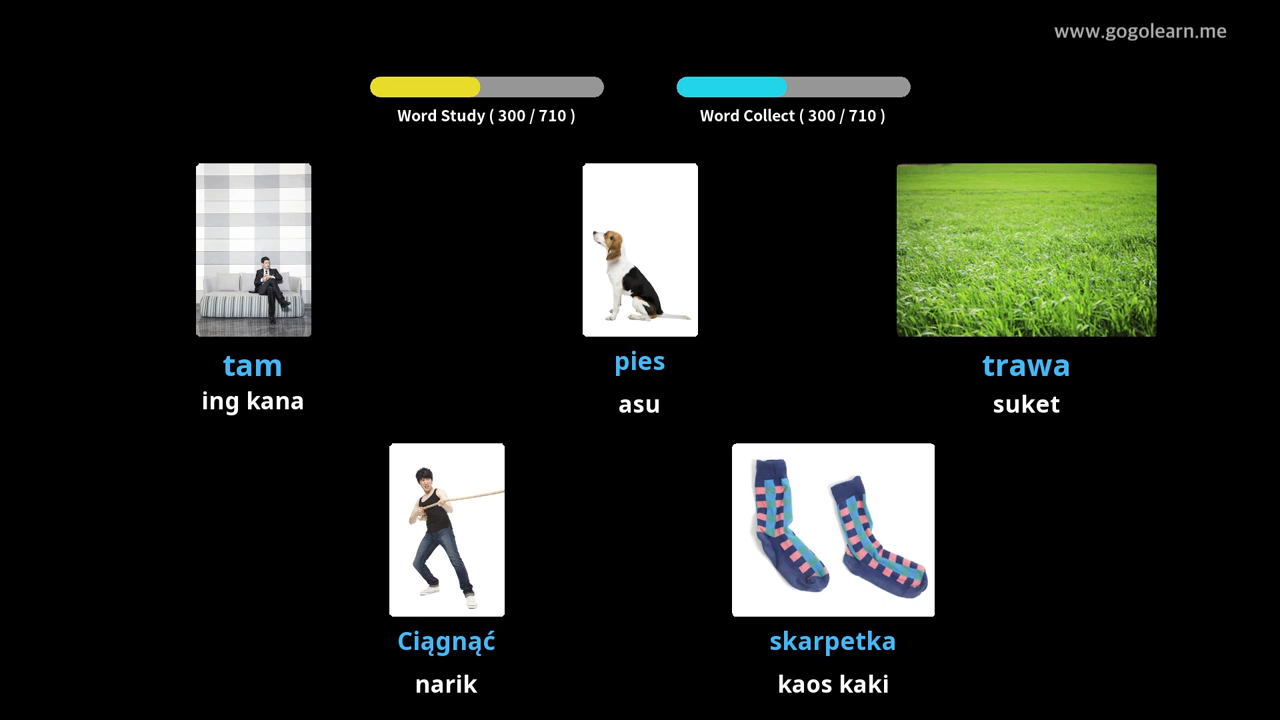 www.gogolearn.me
Word Study ( 300 / 710 )
Word Collect ( 300 / 710 )
tam
ing kana
pies
asu
trawa
suket
Ciągnąć
narik
skarpetka
kaos kaki